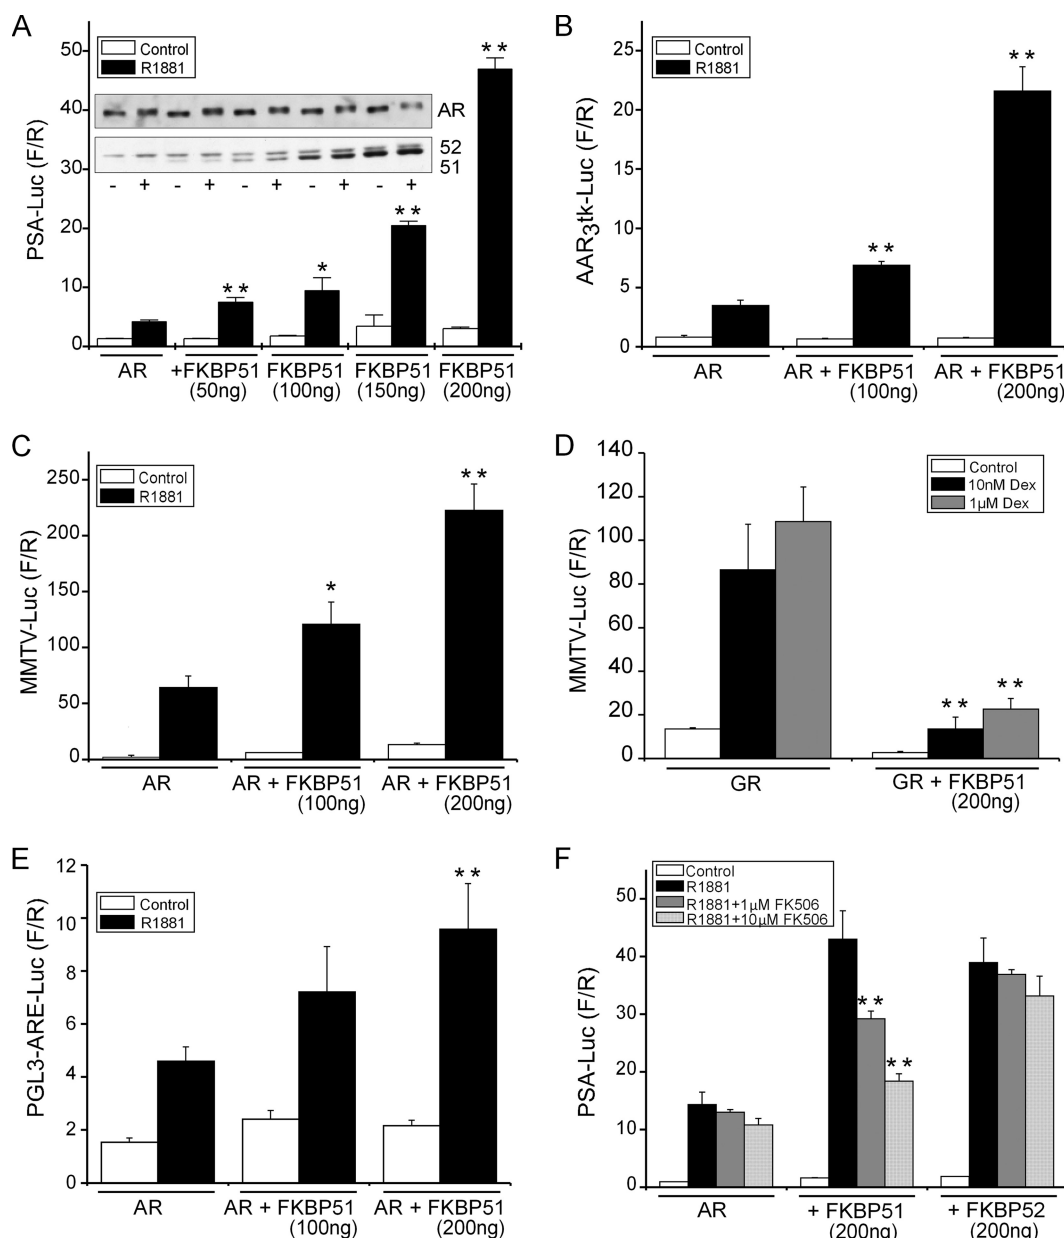 A
Control
R1881
PSA-Luc (F/R)
50
40
30
20
10
0
**
AR
52
51
- + - + - + - + - +
**
**
*
AR
+FKBP51
(50ng)
FKBP51
(100ng)
FKBP51
(150ng)
FKBP51
(200ng)
B
Control
R1881
AAR3tk-Luc (F/R)
25
20
15
10
5
0
**
**
AR
AR + FKBP51
(100ng)
AR + FKBP51
(200ng)
C
Control
R1881
MMTV-Luc (F/R)
250
200
150
100
50
0
*
**
AR
AR + FKBP51
(100ng)
AR + FKBP51
(200ng)
D
Control
10nM Dex
1µM Dex
MMTV-Luc (F/R)
140
120
100
80
60
40
20
0
**
**
GR
GR + FKBP51
(200ng)
E
Control
R1881
PGL3-ARE-Luc (F/R)
12
10
8
6
4
2
0
**
AR
AR + FKBP51
(100ng)
AR + FKBP51
(200ng)
F
Control
R1881
R1881+1µM FK506
R1881+10µM FK506
PSA-Luc (F/R)
50
40
30
20
10
0
**
**
AR
+ FKBP51
(200ng)
+ FKBP52
(200ng)